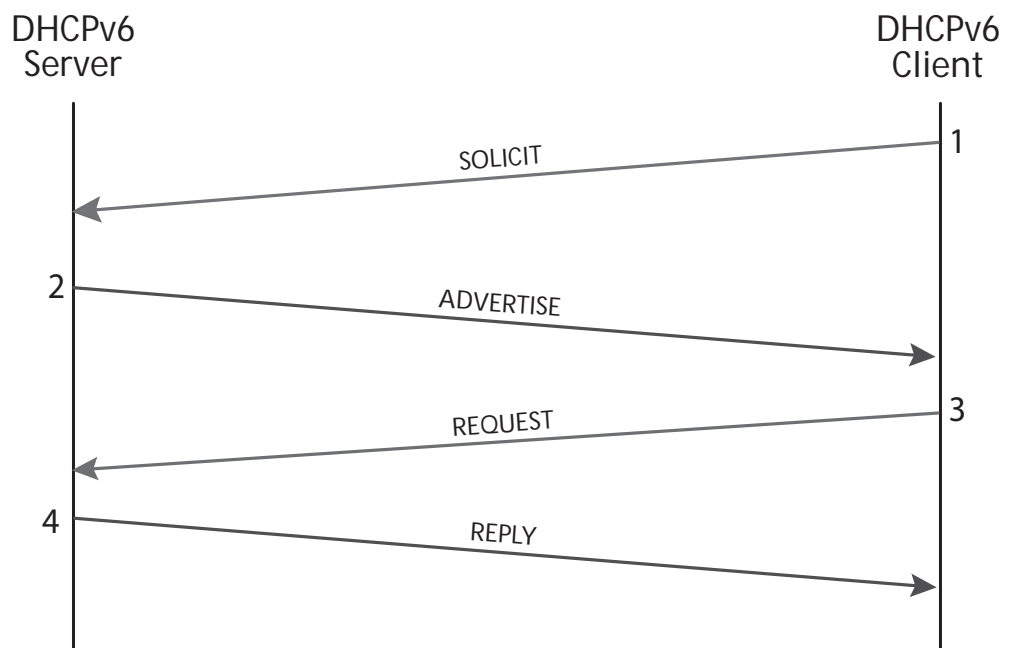 DHCPv6
Server
DHCPv6
Client
1
SOLICIT
2
ADVERTISE
3
REQUEST
4
REPLY